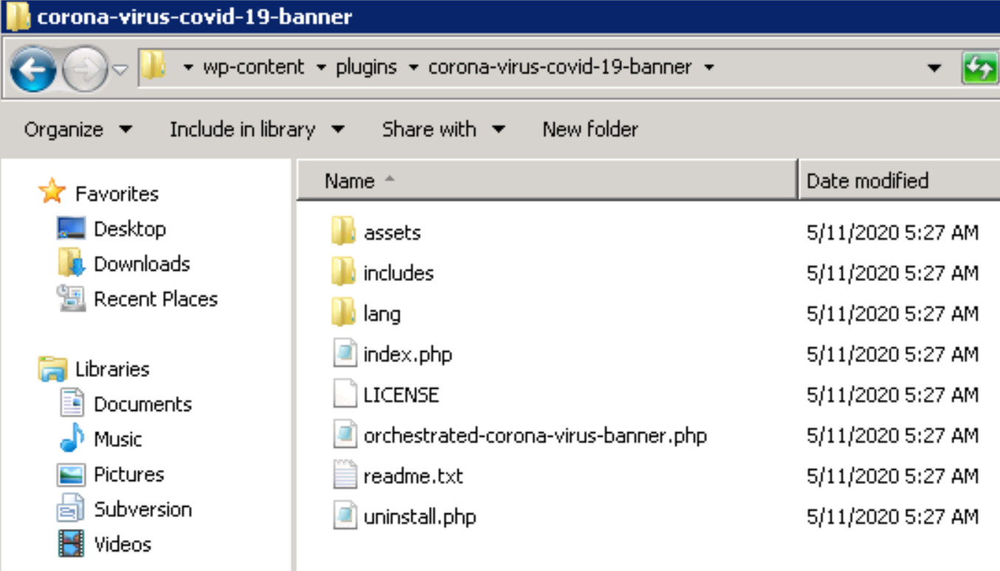 corona-virus-covid-19-banner
wp-content plugins corona-virus-covid-19-banner
Organize Include in library Share with New folder
Favorites
Desktop
Downloads
Recent Places
Libraries
Documents
Music
Pictures
Subversion
Videos
Name Date modified
assets 5/11/2020 5:27 AM
includes 5/11/2020 5:27 AM
lang 5/11/2020 5:27 AM
index.php 5/11/2020 5:27 AM
LICENSE 5/11/2020 5:27 AM
orchestrated-corona-virus-banner.php 5/11/2020 5:27 AM
readme.txt 5/11/2020 5:27 AM
uninstall.php 5/11/2020 5:27 AM